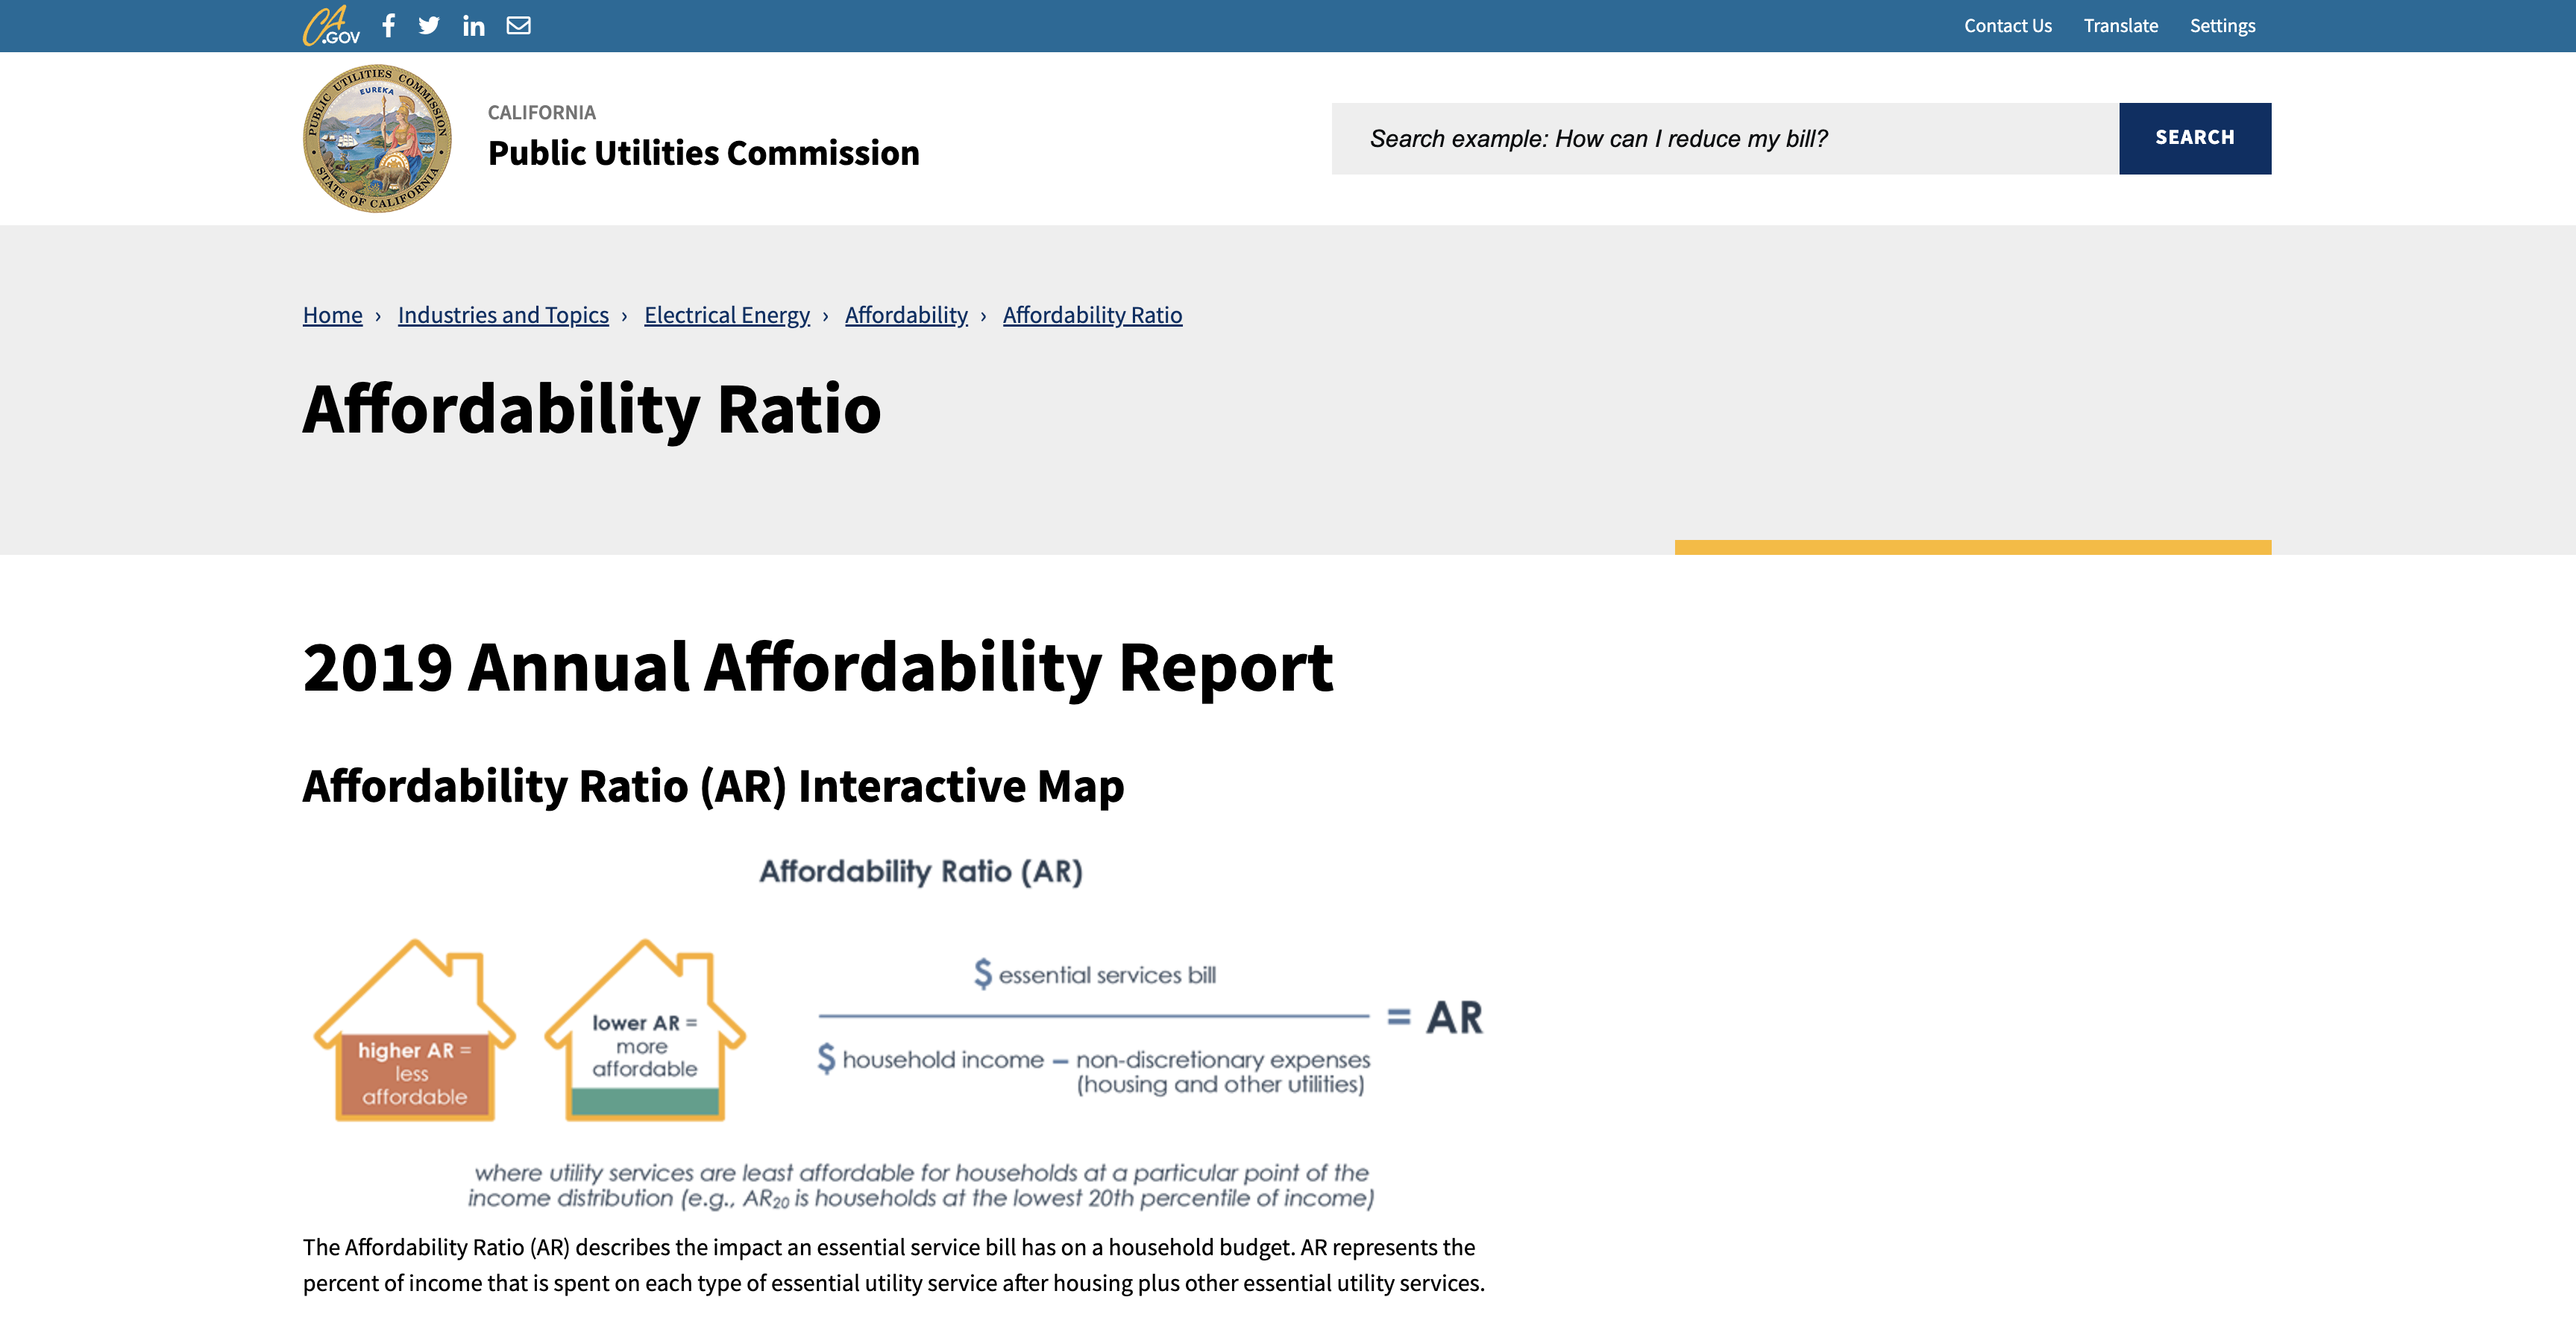 CA.GOV
Contact Us Translate Settings
PUBLIC UTILITIES COMMISSION
EUREKA
STATE OF CALIFORNIA
CALIFORNIA
Public Utilities Commission
Search example: How can I reduce my bill?
SEARCH
Home › Industries and Topics › Electrical Energy › Affordability › Affordability Ratio
Affordability Ratio
2019 Annual Affordability Report
Affordability Ratio (AR) Interactive Map
Affordability Ratio (AR)
higher AR =
less
affordable
lower AR =
more
affordable
$ essential services bill
$ household income – non-discretionary expenses
(housing and other utilities)
= AR
where utility services are least affordable for households at a particular point of the
income distribution (e.g., AR20 is households at the lowest 20th percentile of income)
The Affordability Ratio (AR) describes the impact an essential service bill has on a household budget. AR represents the
percent of income that is spent on each type of essential utility service after housing plus other essential utility services.